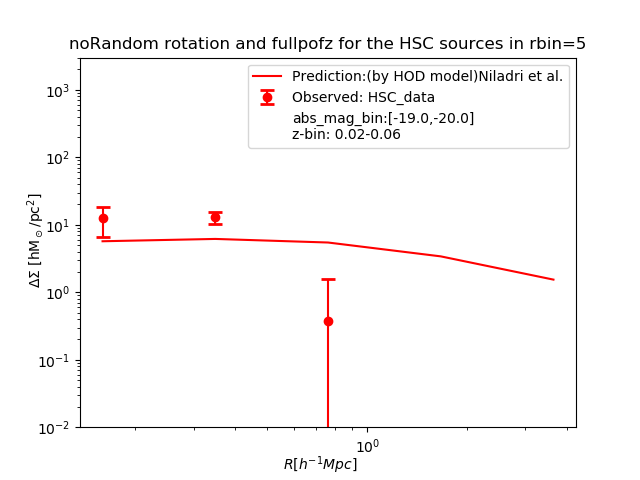 noRandom rotation and fullpofz for the HSC sources in rbin=5
Prediction:(by HOD model)Niladri et al.
Observed: HSC_data
abs_mag_bin:[-19.0,-20.0]
z-bin: 0.02-0.06
ΔΣ [hM⊙/pc²]
10³
10²
10¹
10⁰
10⁻¹
10⁻²
10⁰
R[h⁻¹Mpc]